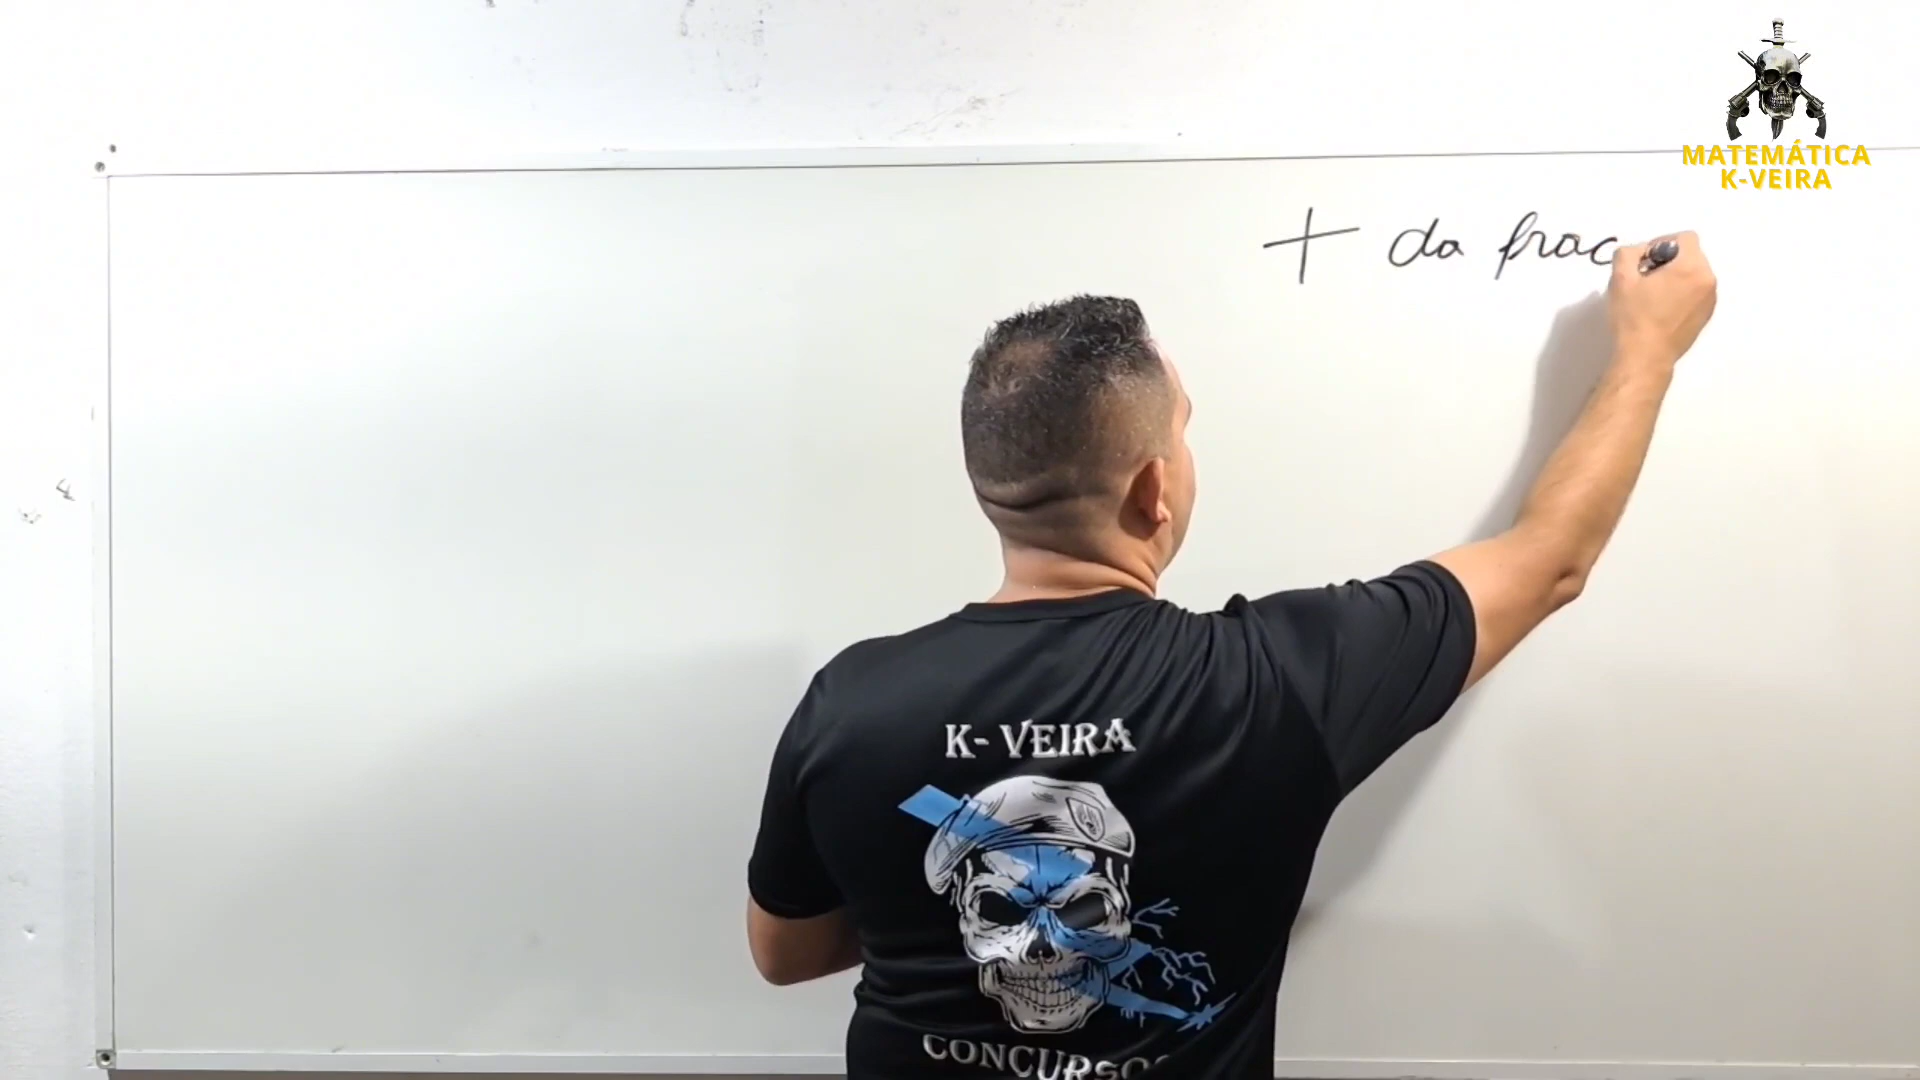 MATEMÁTICA
K-VEIRA
+ da frac
K- VEIRA
CONCURSOS